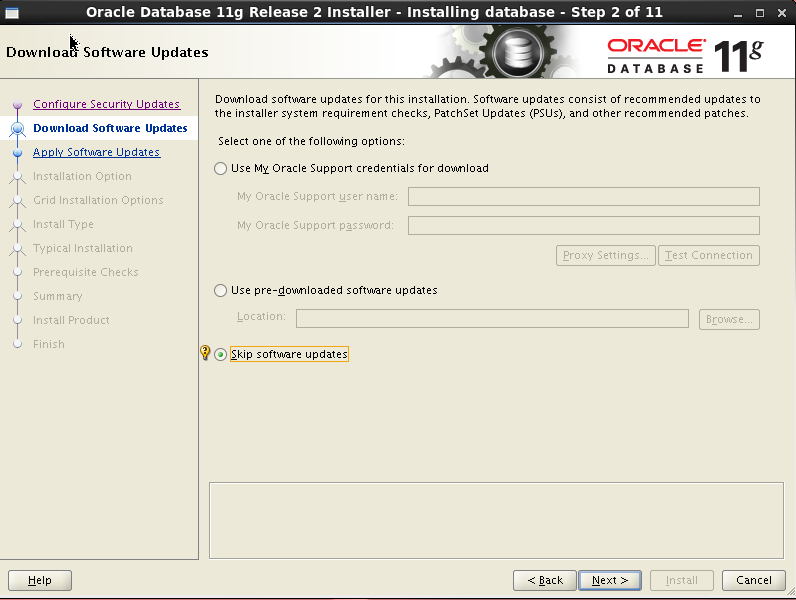 Oracle Database 11g Release 2 Installer - Installing database - Step 2 of 11
Download Software Updates
ORACLE
DATABASE
11g
Configure Security Updates
Download Software Updates
Apply Software Updates
Installation Option
Grid Installation Options
Install Type
Typical Installation
Prerequisite Checks
Summary
Install Product
Finish
Download software updates for this installation. Software updates consist of recommended updates to
the installer system requirement checks, PatchSet Updates (PSUs), and other recommended patches.
Select one of the following options:
Use My Oracle Support credentials for download
My Oracle Support user name:
My Oracle Support password:
Proxy Settings... Test Connection
Use pre-downloaded software updates
Location:
Browse...
Skip software updates
Help
< Back Next > Install Cancel